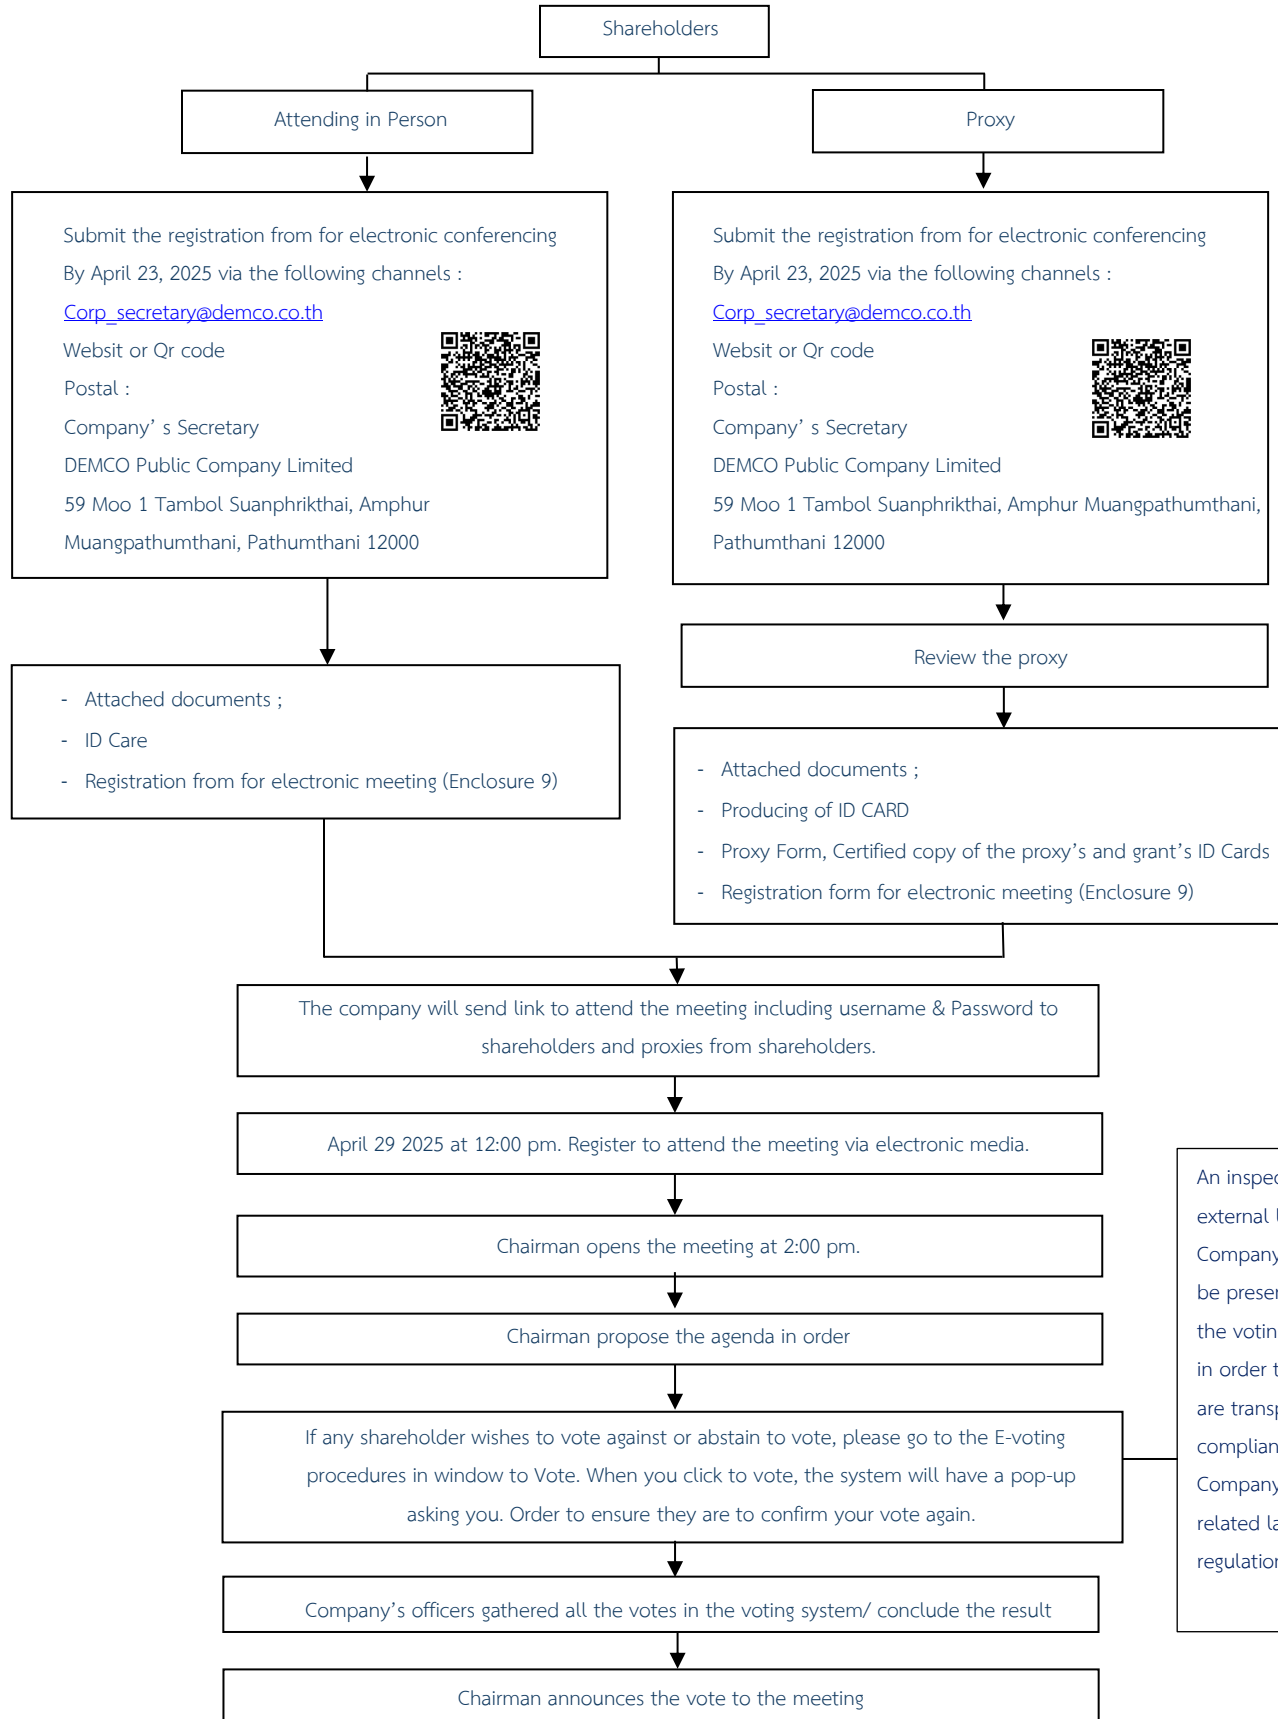 Shareholders
Attending in Person
Proxy
Submit the registration from for electronic conferencing
By April 23, 2025 via the following channels :
Corp_secretary@demco.co.th
Websit or Qr code
Postal :
Company’ s Secretary
DEMCO Public Company Limited
59 Moo 1 Tambol Suanphrikthai, Amphur
Muangpathumthani, Pathumthani 12000
Submit the registration from for electronic conferencing
By April 23, 2025 via the following channels :
Corp_secretary@demco.co.th
Websit or Qr code
Postal :
Company’ s Secretary
DEMCO Public Company Limited
59 Moo 1 Tambol Suanphrikthai, Amphur Muangpathumthani,
Pathumthani 12000
Review the proxy
- Attached documents ;
- ID Care
- Registration from for electronic meeting (Enclosure 9)
- Attached documents ;
- Producing of ID CARD
- Proxy Form, Certified copy of the proxy’s and grant’s ID Cards
- Registration form for electronic meeting (Enclosure 9)
The company will send link to attend the meeting including username & Password to
shareholders and proxies from shareholders.
April 29 2025 at 12:00 pm. Register to attend the meeting via electronic media.
Chairman opens the meeting at 2:00 pm.
Chairman propose the agenda in order
If any shareholder wishes to vote against or abstain to vote, please go to the E-voting
procedures in window to Vote. When you click to vote, the system will have a pop-up
asking you. Order to ensure they are to confirm your vote again.
An
external
Company
be
the
in order
are
Company
related
Company’s officers gathered all the votes in the voting system/ conclude the result
Chairman announces the vote to the meeting